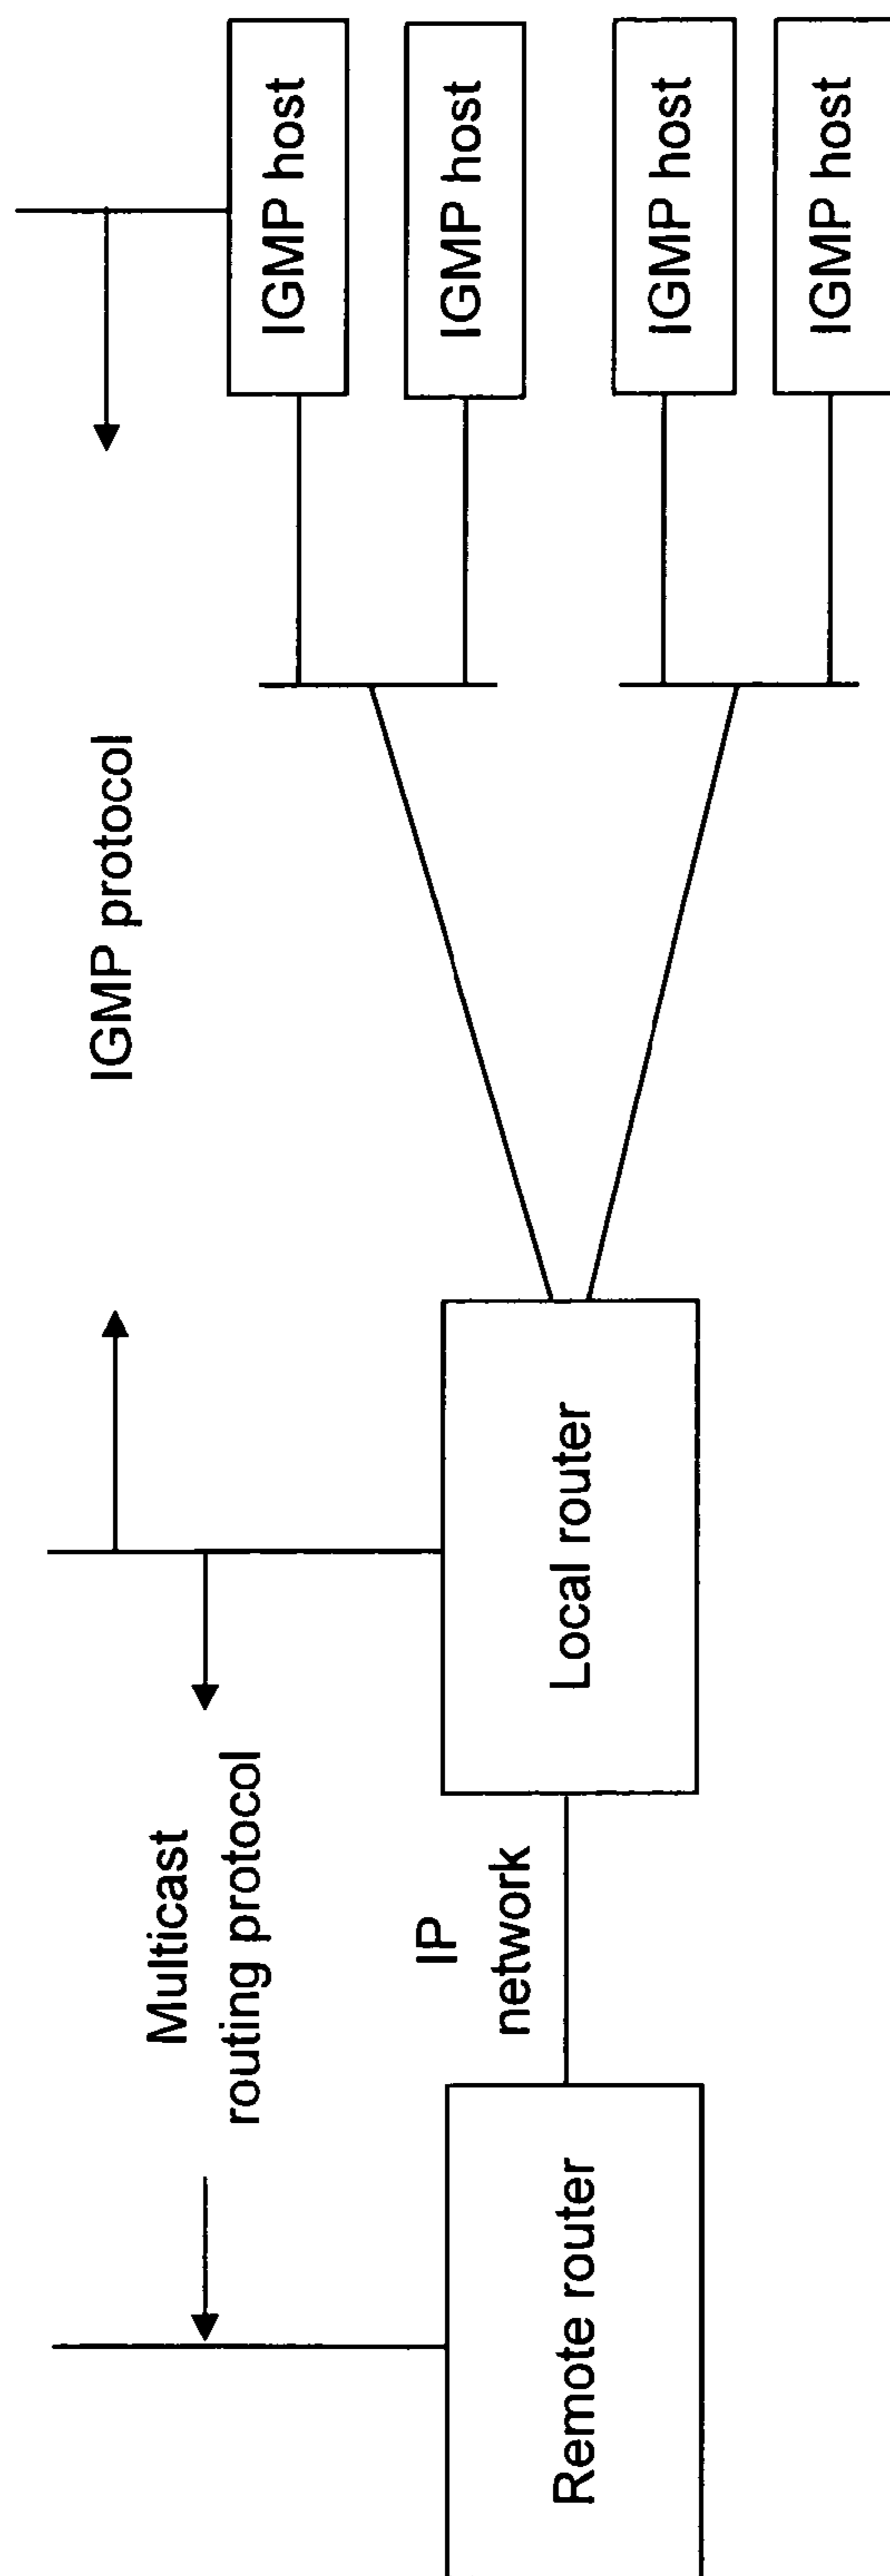 Multicast
routing protocol
IGMP protocol
Remote router
IP
network
Local router
IGMP host
IGMP host
IGMP host
IGMP host